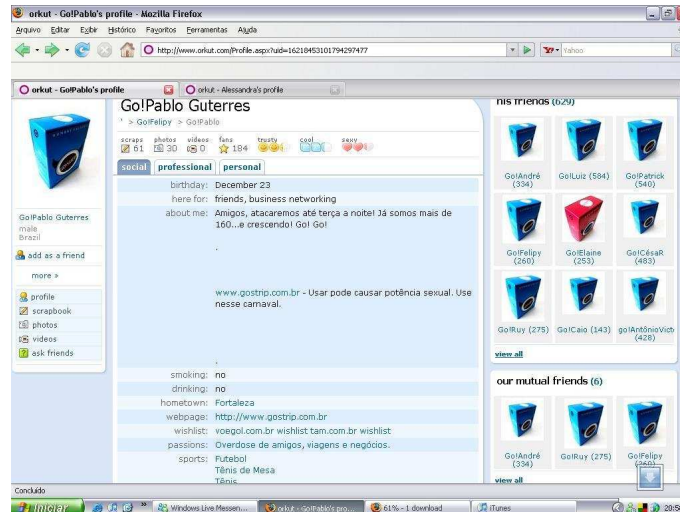 orkut - Go!Pablo's profile - Mozilla Firefox
Arquivo Editar Exibir Histórico Favoritos Ferramentas Ajuda
http://www.orkut.com/Profile.aspx?uid=16218453101794297477
Yahoo
orkut - Go!Pablo's profile
orkut - Alessandra's profile
Go!Pablo Guterres
> Go!Felipy > Go!Pablo
scraps photos videos fans trusty cool sexy
61 30 0 184
social professional personal
birthday: December 23
here for: friends, business networking
about me: Amigos, atacaremos até terça a noite! Já somos mais de
160...e crescendo! Go! Go!
.
www.gostrip.com.br - Usar pode causar potência sexual. Use
nesse carnaval.
.
smoking: no
drinking: no
hometown: Fortaleza
webpage: http://www.gostrip.com.br
wishlist: voegol.com.br wishlist tam.com.br wishlist
passions: Overdose de amigos, viagens e negócios.
sports: Futebol
Tênis de Mesa
Tênis
Go!Pablo Guterres
male
Brazil
add as a friend
more »
profile
scrapbook
photos
videos
ask friends
his friends (629)
Go!André (334)
Go!Luiz (584)
Go!Patrick (540)
Go!Felipy (260)
Go!Elaine (253)
Go!CésaR (483)
Go!Ruy (275)
Go!Caio (143)
go!AntônioVict (428)
view all
our mutual friends (6)
Go!André (334)
Go!Ruy (275)
Go!Felipy (260)
view all
Concluído
Iniciar
Windows Live Messen...
orkut - Go!Pablo's pro...
61% - 1 download
iTunes